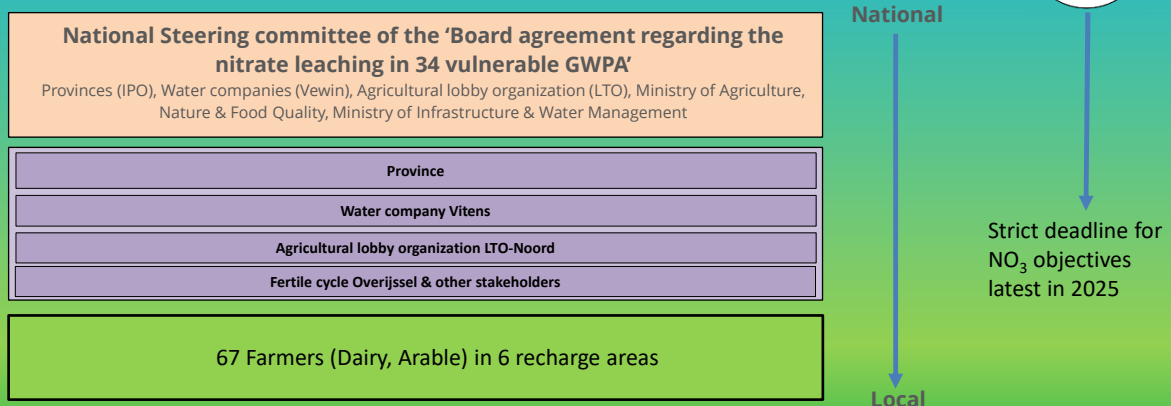 National
National Steering committee of the ‘Board agreement regarding the
nitrate leaching in 34 vulnerable GWPA’
Provinces (IPO), Water companies (Vewin), Agricultural lobby organization (LTO), Ministry of Agriculture,
Nature & Food Quality, Ministry of Infrastructure & Water Management
Province
Water company Vitens
Agricultural lobby organization LTO-Noord
Fertile cycle Overijssel & other stakeholders
Strict deadline for
NO₃ objectives
latest in 2025
67 Farmers (Dairy, Arable) in 6 recharge areas
Local